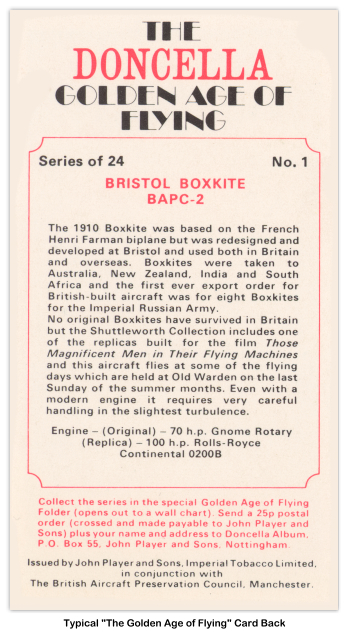 THE
DONCELLA
GOLDEN AGE OF
FLYING
Series of 24 No. 1
BRISTOL BOXKITE
BAPC-2
The 1910 Boxkite was based on the French
Henri Farman biplane but was redesigned and
developed at Bristol and used both in Britain
and overseas. Boxkites were taken to
Australia, New Zealand, India and South
Africa and the first ever export order for
British-built aircraft was for eight Boxkites
for the Imperial Russian Army.
No original Boxkites have survived in Britain
but the Shuttleworth Collection includes one
of the replicas built for the film Those
Magnificent Men in Their Flying Machines
and this aircraft flies at some of the flying
days which are held at Old Warden on the last
Sunday of the summer months. Even with a
modern engine it requires very careful
handling in the slightest turbulence.
Engine – (Original) – 70 h.p. Gnome Rotary
(Replica) – 100 h.p. Rolls-Royce
Continental 0200B
Collect the series in the special Golden Age of Flying
Folder (opens out to a wall chart). Send a 25p postal
order (crossed and made payable to John Player and
Sons) plus your name and address to Doncella Album,
P.O. Box 55, John Player and Sons, Nottingham.
Issued by John Player and Sons, Imperial Tobacco Limited,
in conjunction with
The British Aircraft Preservation Council, Manchester.
Typical "The Golden Age of Flying" Card Back